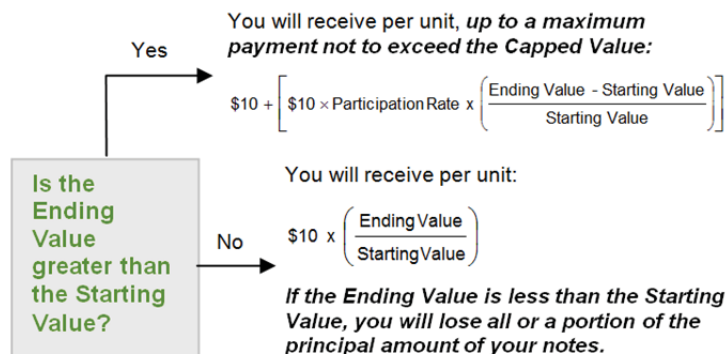 You will receive per unit, up to a maximum
payment not to exceed the Capped Value:
Yes
$10 + [ $10 × Participation Rate x ( Ending Value - Starting Value / Starting Value ) ]
You will receive per unit:
Is the
Ending
Value
greater than
the Starting
Value?
No
$10 x ( Ending Value / Starting Value )
If the Ending Value is less than the Starting
Value, you will lose all or a portion of the
principal amount of your notes.